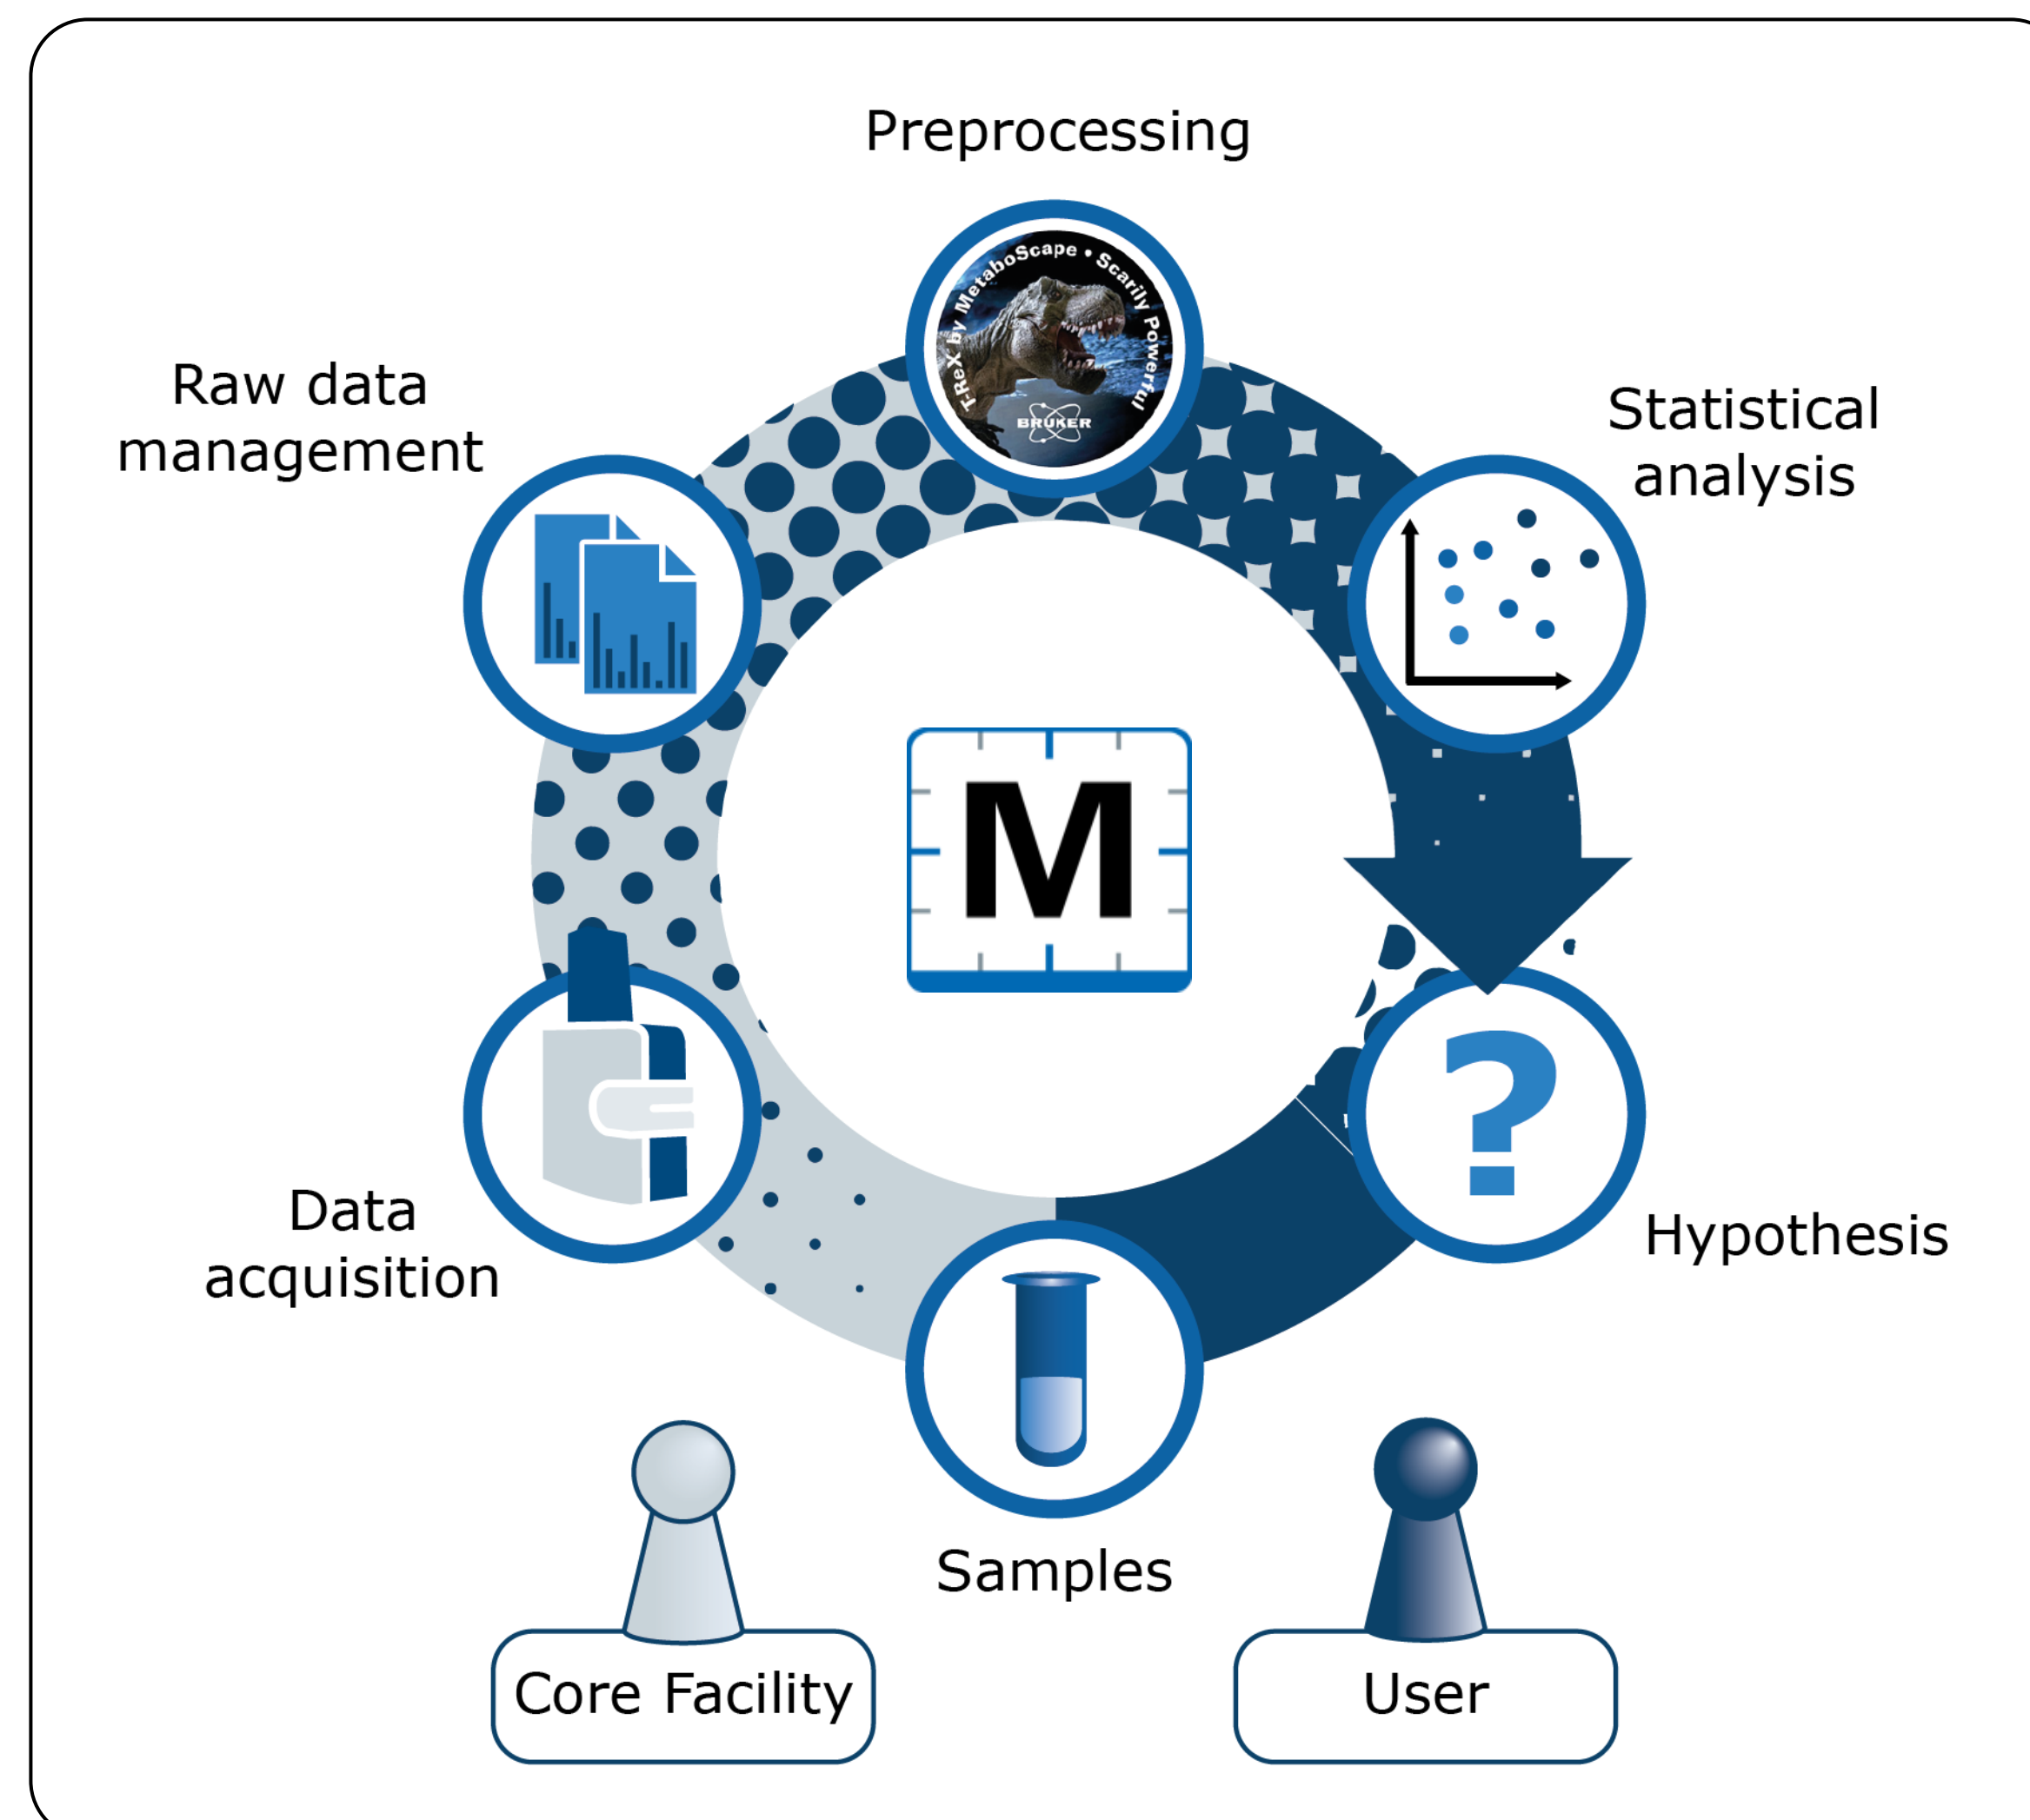 Preprocessing
T-ReX by MetaboScape • Scarily Powerful
BRUKER
Raw data
management
Statistical
analysis
M
?
Data
acquisition
Hypothesis
Samples
Core Facility
User